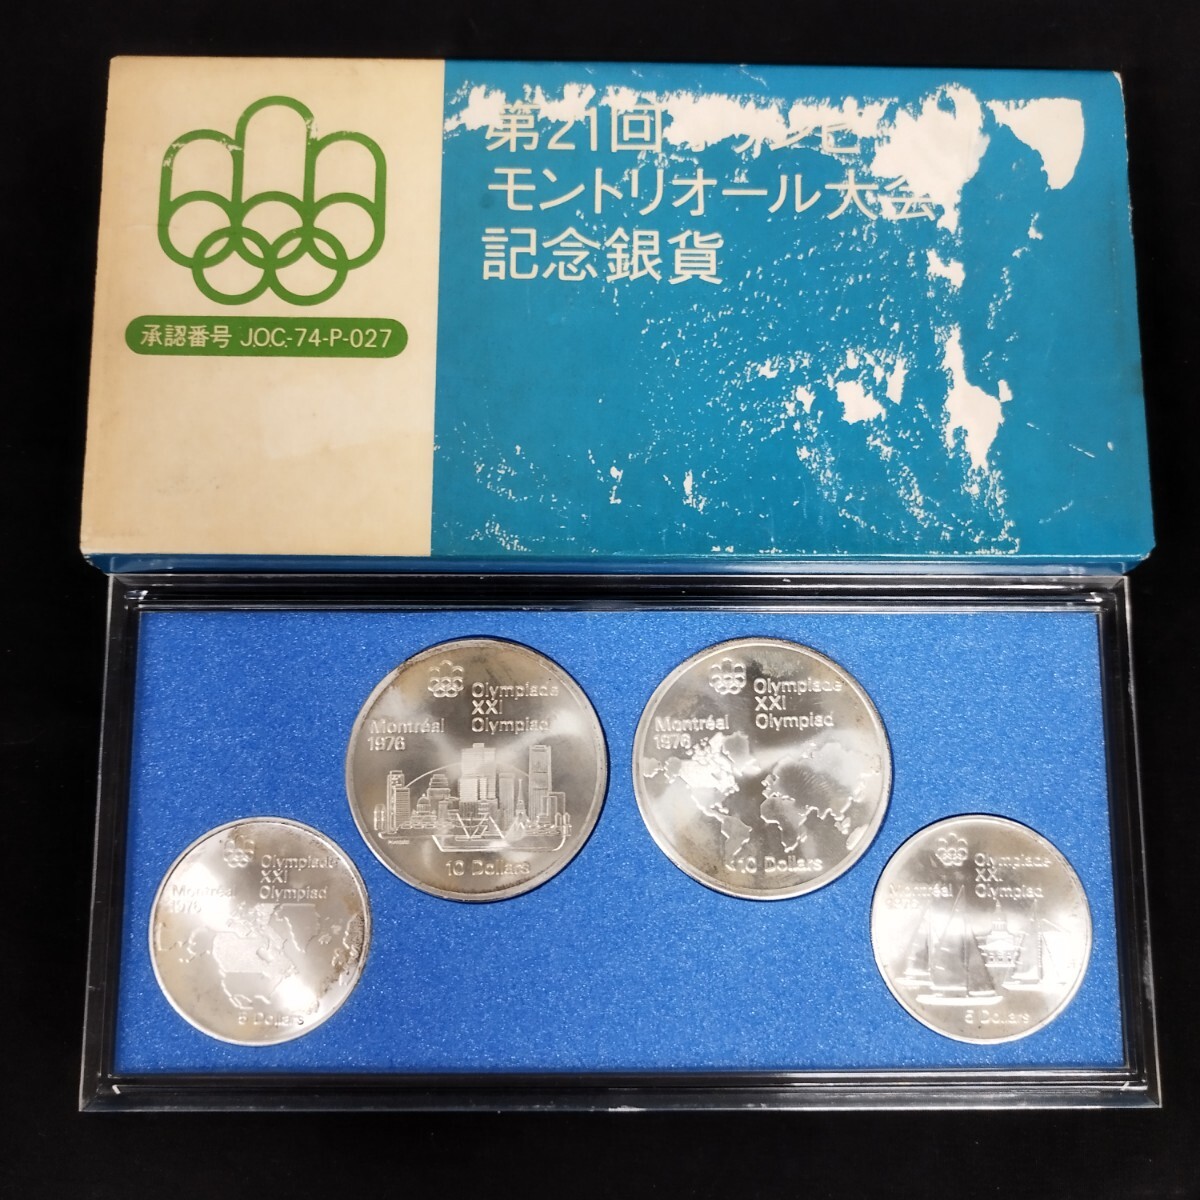 第21回
モントリオール大会
記念銀貨
承認番号 J.O.C.-74-P-027
Olympiade
XXI
Olympiad
Montréal
1976
10 Dollars
Olympiade
XXI
Olympiad
Montréal
1976
10 Dollars
Olympiade
XXI
Olympiad
Montréal
1976
5 Dollars
Olympiade
XXI
Olympiad
Montréal
5 Dollars